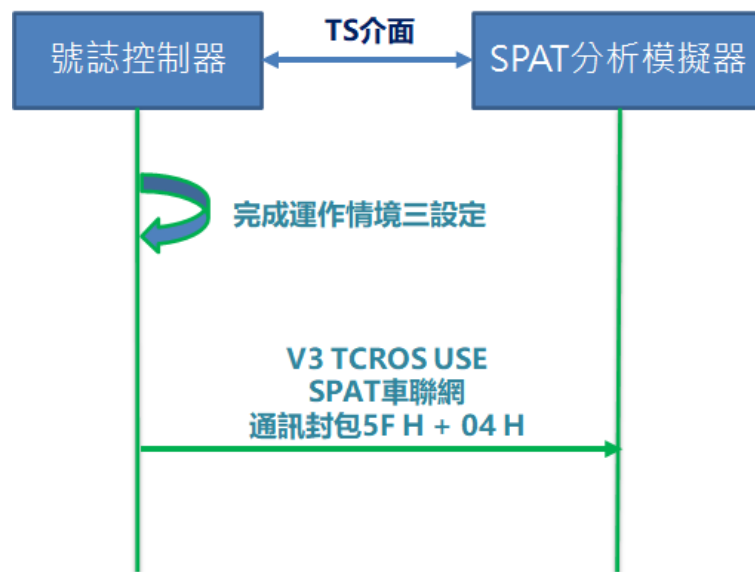 號誌控制器
TS介面
SPAT分析模擬器
完成運作情境三設定
V3 TCROS USE
SPAT車聯網
通訊封包5F H + 04 H